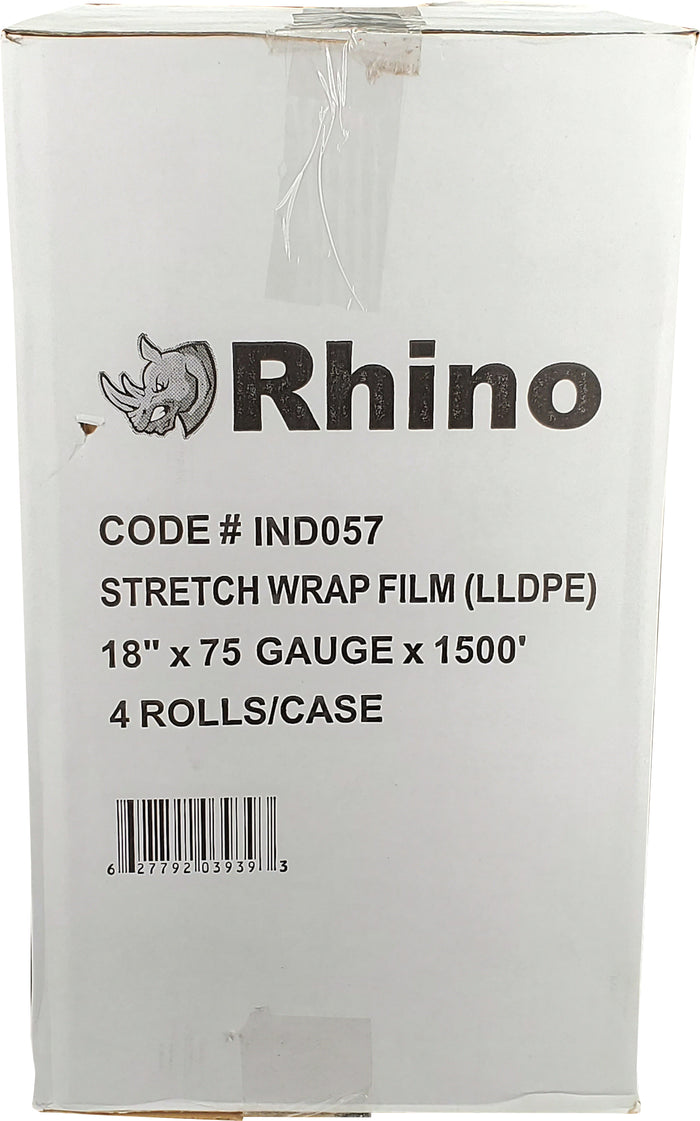 Rhino
CODE # IND057
STRETCH WRAP FILM (LLDPE)
18" x 75 GAUGE x 1500'
4 ROLLS/CASE
6 27792 03939 3